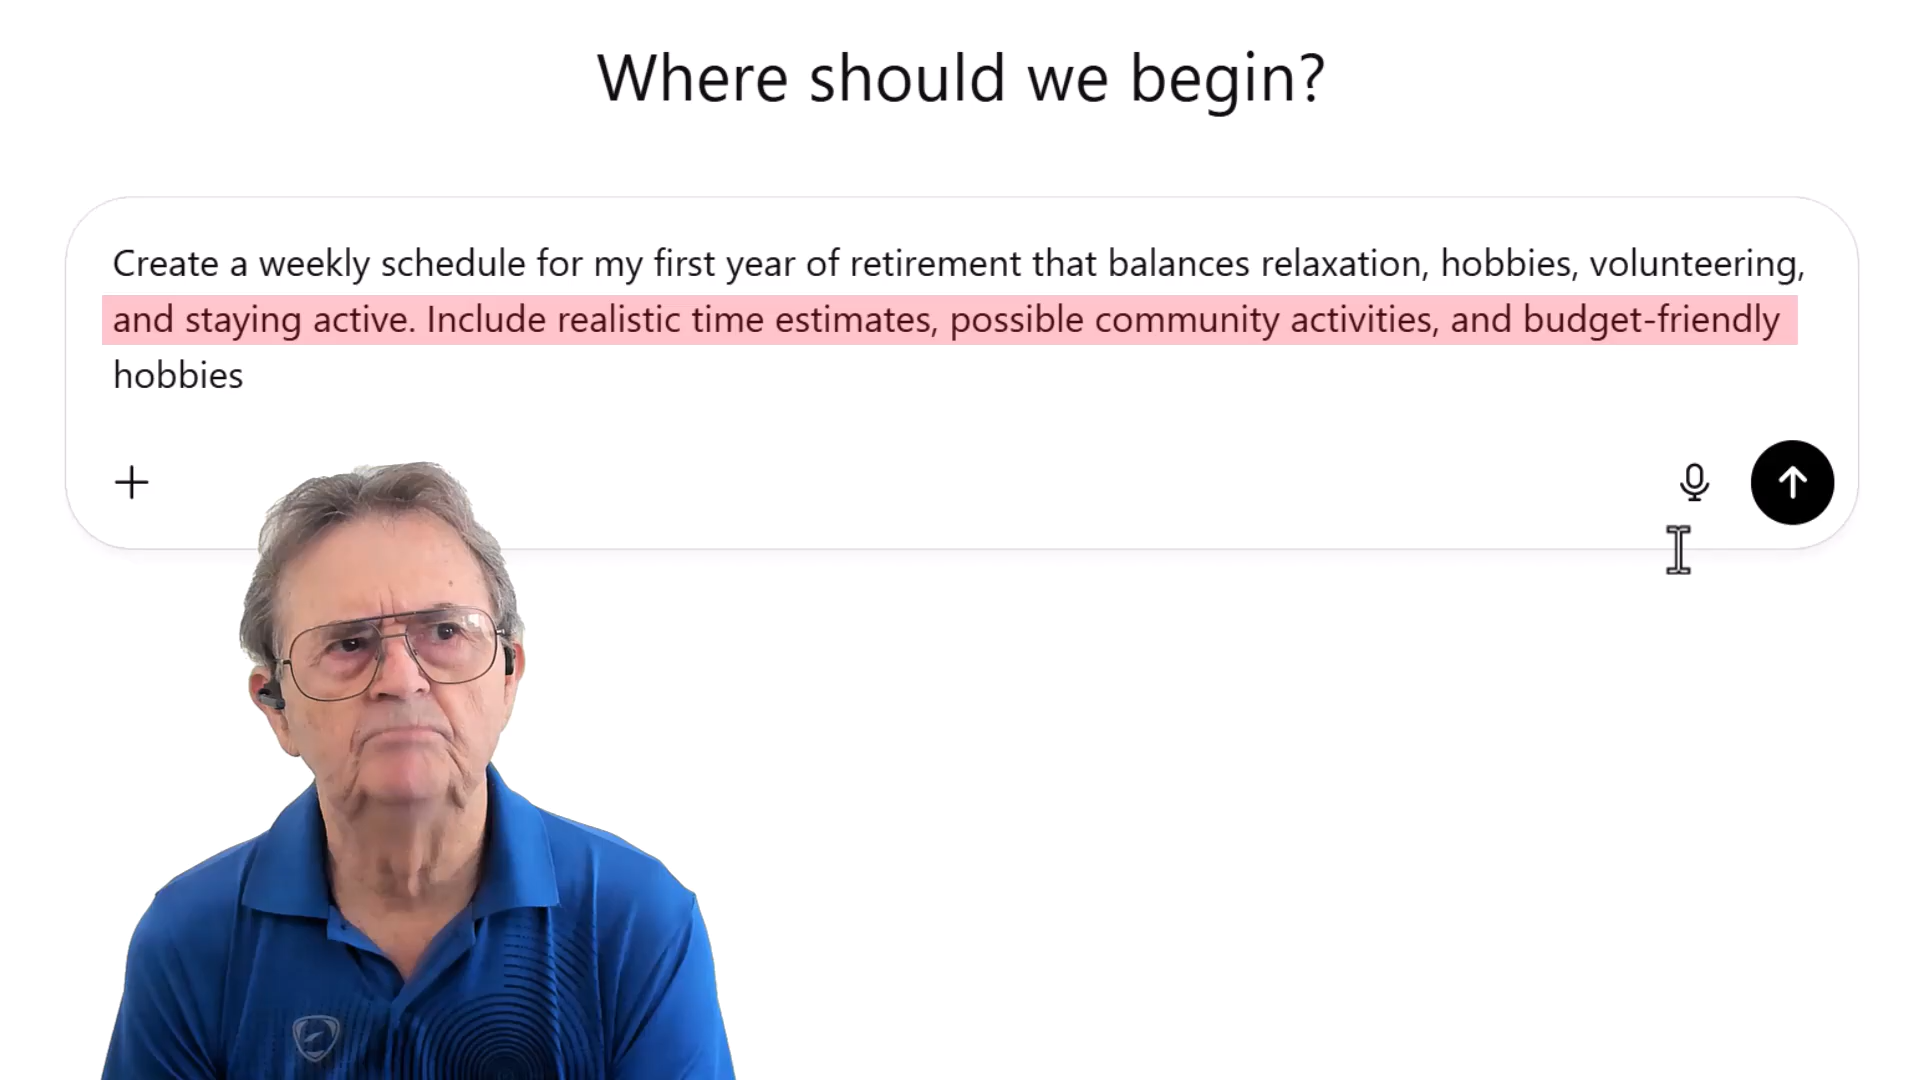 Where should we begin?
Create a weekly schedule for my first year of retirement that balances relaxation, hobbies, volunteering,
and staying active. Include realistic time estimates, possible community activities, and budget-friendly
hobbies